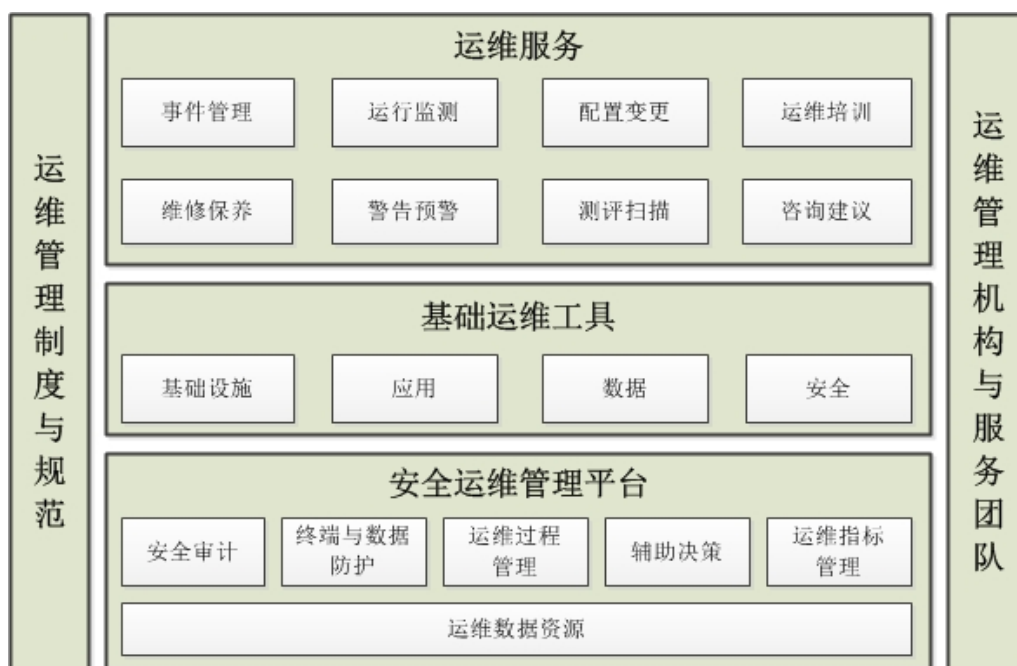 运维管理制度与规范
运维服务
事件管理
运行监测
配置变更
运维培训
维修保养
警告预警
测评扫描
咨询建议
基础运维工具
基础设施
应用
数据
安全
安全运维管理平台
安全审计
终端与数据
防护
运维过程
管理
辅助决策
运维指标
管理
运维数据资源
运维管理机构与服务团队